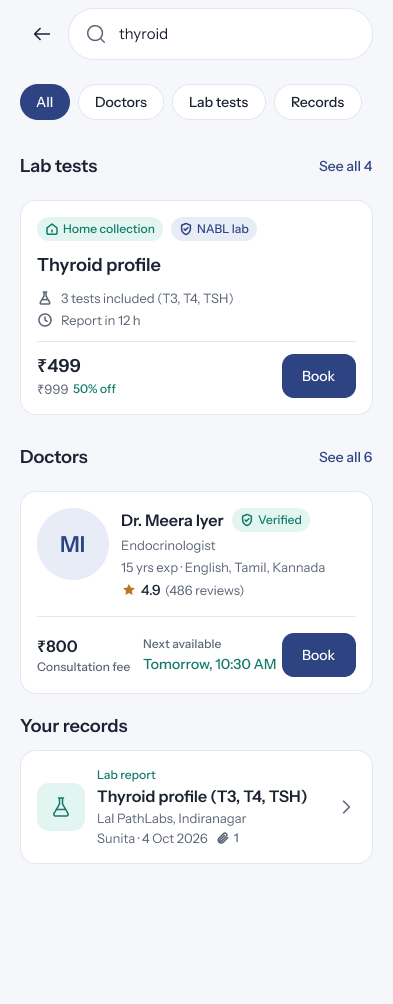 thyroid
All
Doctors
Lab tests
Records
Lab tests
See all 4
Home collection
NABL lab
Thyroid profile
3 tests included (T3, T4, TSH)
Report in 12 h
₹499
₹999 50% off
Book
Doctors
See all 6
MI
Dr. Meera Iyer
Verified
Endocrinologist
15 yrs exp · English, Tamil, Kannada
4.9 (486 reviews)
₹800
Consultation fee
Next available
Tomorrow, 10:30 AM
Book
Your records
Lab report
Thyroid profile (T3, T4, TSH)
Lal PathLabs, Indiranagar
Sunita · 4 Oct 2026 1